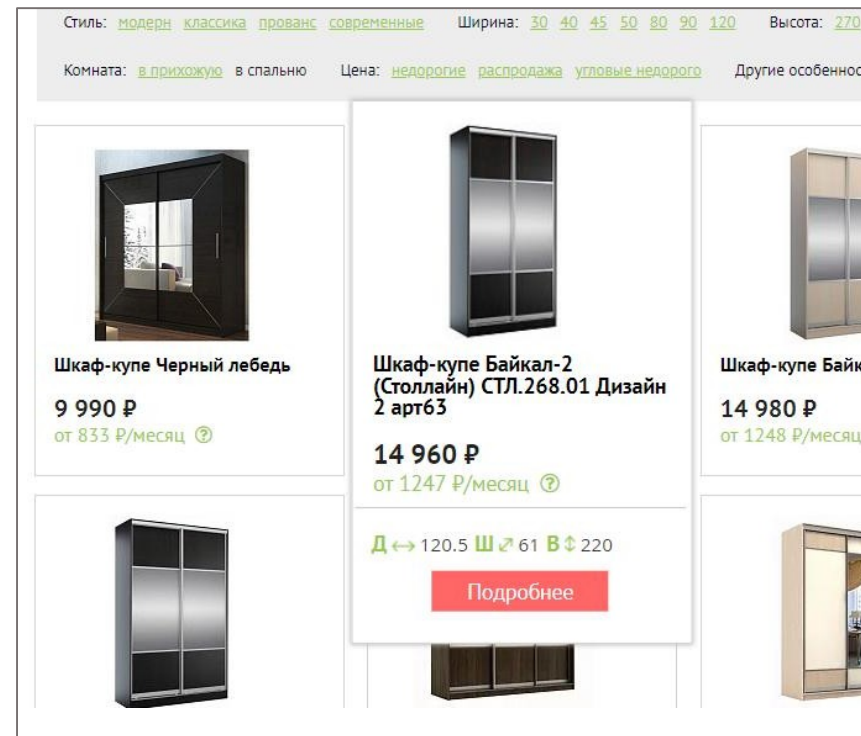 Стиль: модерн классика прованс современные Ширина: 30 40 45 50 80 90 120 Высота: 270
Комната: в прихожую в спальню Цена: недорогие распродажа угловые недорого Другие
Шкаф-купе Черный лебедь
9 990 ₽
от 833 ₽/месяц ?
Шкаф-купе Байкал-2
(Столлайн) СТЛ.268.01 Дизайн
2 арт63
14 960 ₽
от 1247 ₽/месяц ?
Д ↔ 120.5 Ш ⤢ 61 В ⇕ 220
Подробнее
Шкаф-купе
14 980 ₽
от 1248 ₽/месяц